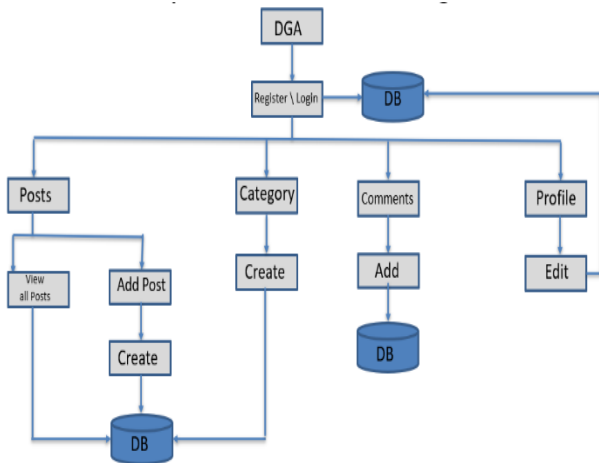 DGA
Register \ Login
DB
Posts
Category
Comments
Profile
View
all Posts
Add Post
Create
Add
Edit
Create
DB
DB